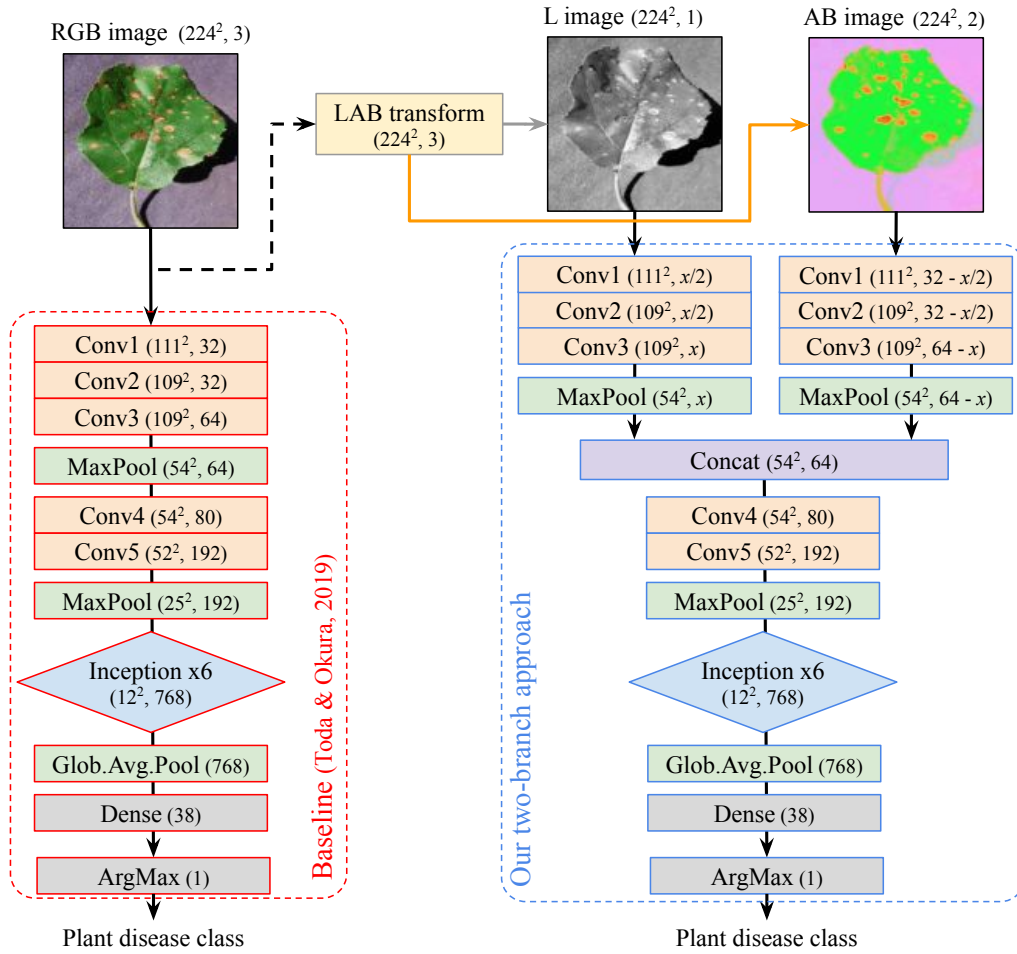 RGB image (224², 3)
L image (224², 1)
AB image (224², 2)
LAB transform
(224², 3)
Conv1 (111², 32)
Conv2 (109², 32)
Conv3 (109², 64)
MaxPool (54², 64)
Conv4 (54², 80)
Conv5 (52², 192)
MaxPool (25², 192)
Inception x6
(12², 768)
Glob.Avg.Pool (768)
Dense (38)
ArgMax (1)
Plant disease class
Baseline (Toda & Okura, 2019)
Conv1 (111², x/2)
Conv2 (109², x/2)
Conv3 (109², x)
MaxPool (54², x)
Conv1 (111², 32 - x/2)
Conv2 (109², 32 -x/2)
Conv3 (109², 64 - x)
MaxPool (54², 64 - x)
Concat (54², 64)
Conv4 (54², 80)
Conv5 (52², 192)
MaxPool (25², 192)
Inception x6
(12², 768)
Glob.Avg.Pool (768)
Dense (38)
ArgMax (1)
Plant disease class
Our two-branch approach